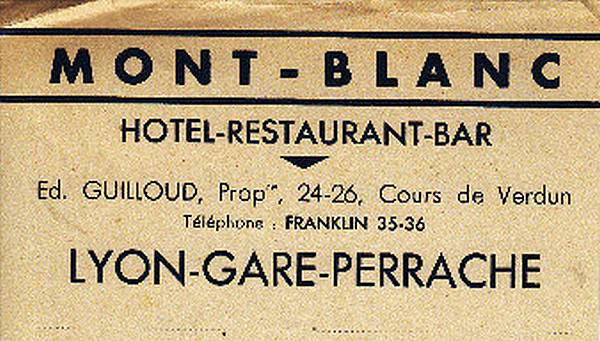 MONT-BLANC
HOTEL-RESTAURANT-BAR
Ed. GUILLOUD, Propre, 24-26, Cours de Verdun
Téléphone : FRANKLIN 35-36
LYON-GARE-PERRACHE